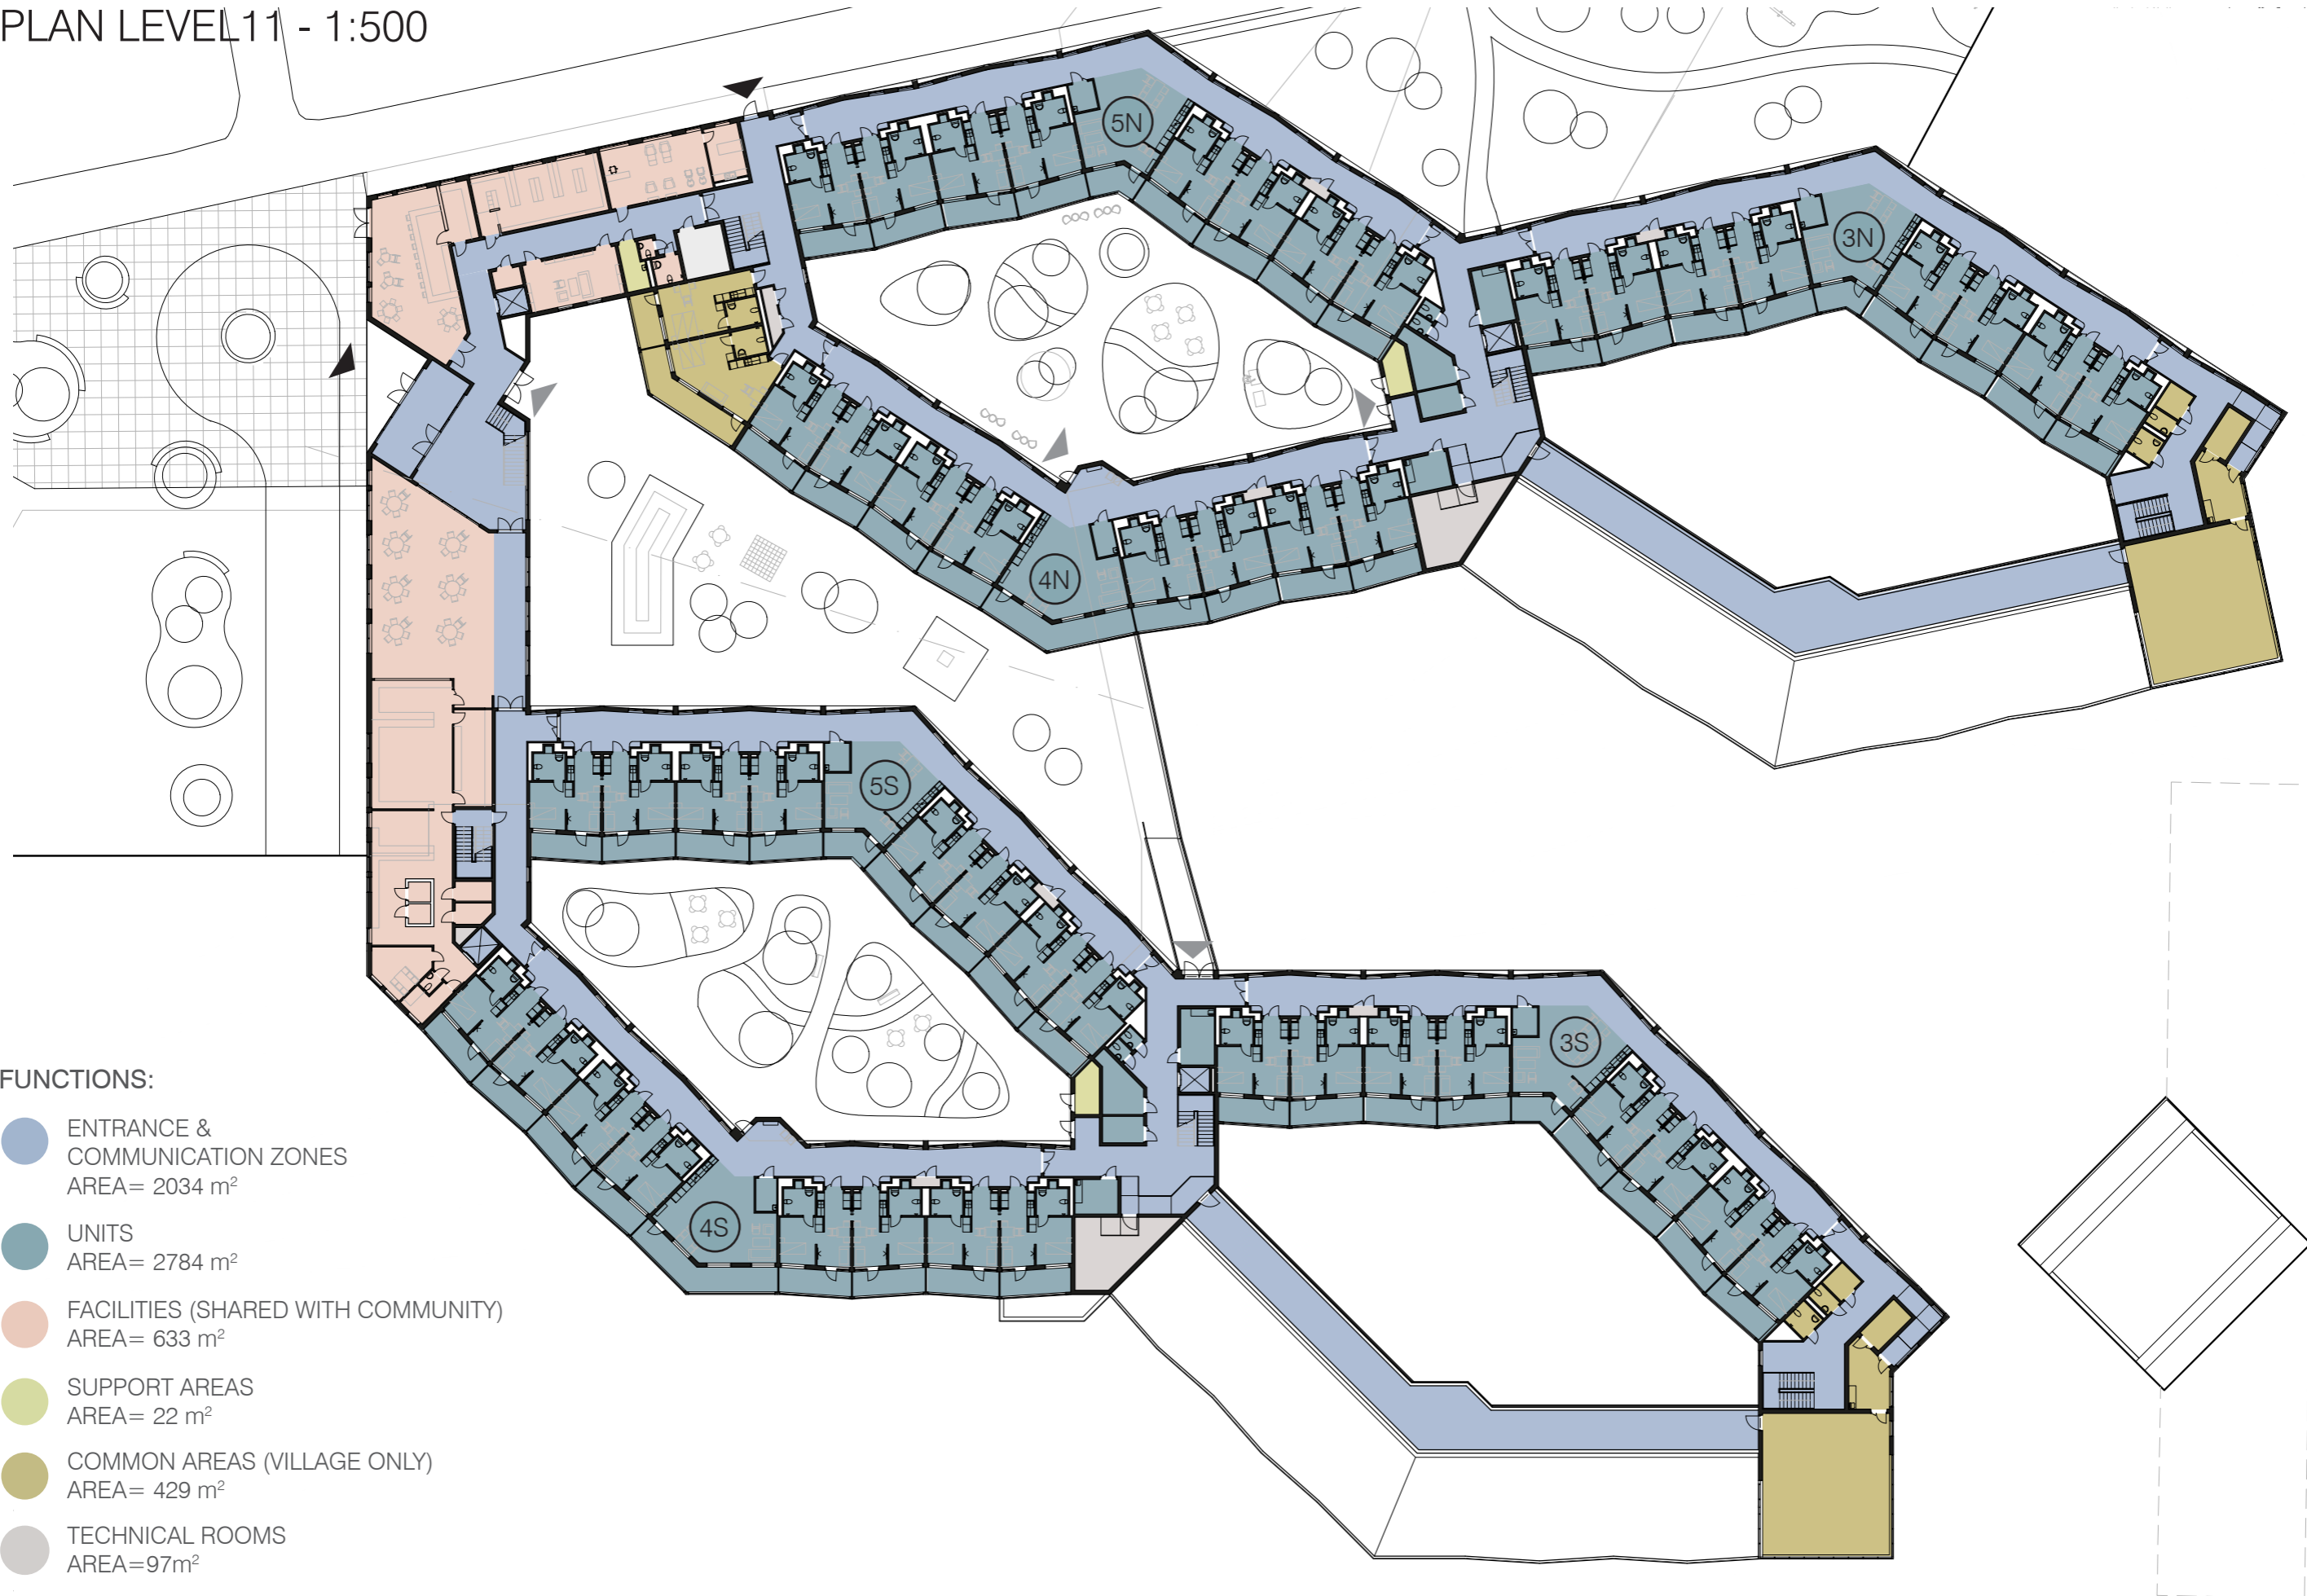 PLAN LEVEL11 - 1:500
5N
3N
4N
5S
3S
4S
FUNCTIONS:
ENTRANCE &
COMMUNICATION ZONES
AREA= 2034 m²
UNITS
AREA= 2784 m²
FACILITIES (SHARED WITH COMMUNITY)
AREA= 633 m²
SUPPORT AREAS
AREA= 22 m²
COMMON AREAS (VILLAGE ONLY)
AREA= 429 m²
TECHNICAL ROOMS
AREA=97m²